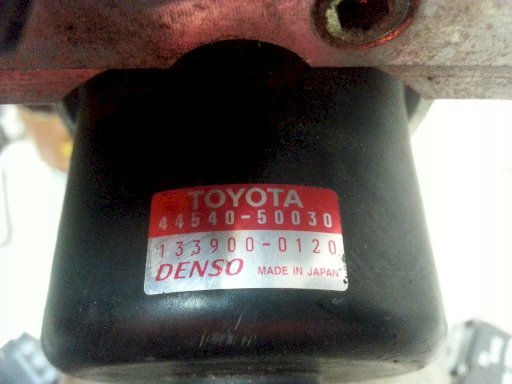 TOYOTA
44540-50030
133900-0120
DENSO MADE IN JAPAN